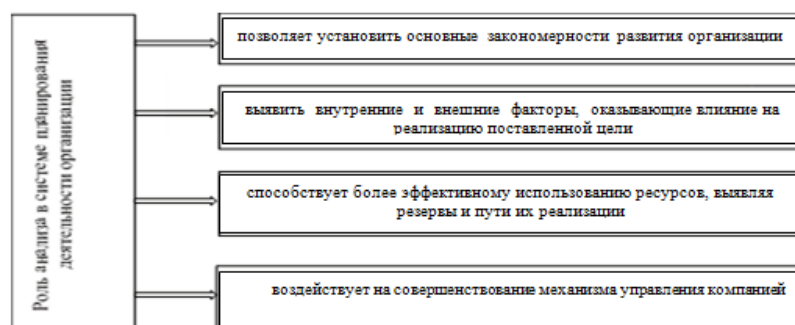 Роль анализа в системе планирования
деятельности организации
позволяет установить основные закономерности развития организации
выявить внутренние и внешние факторы, оказывающие влияние на
реализацию поставленной цели
способствует более эффективному использованию ресурсов, выявляя
резервы и пути их реализации
воздействует на совершенствование механизма управления компанией